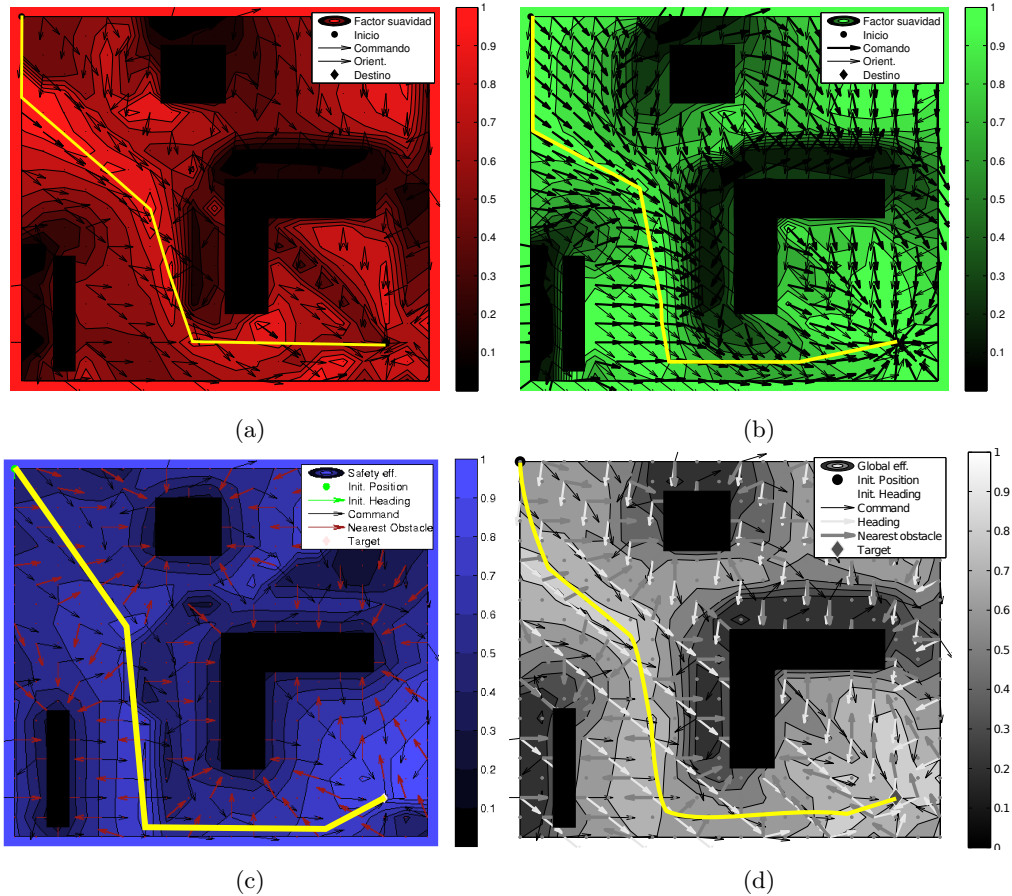 Factor suavidad
Inicio
Commando
Orient.
Destino
1
0.9
0.8
0.7
0.6
0.5
0.4
0.3
0.2
0.1
(a)
Factor suavidad
Inicio
Comando
Orient.
Destino
1
0.9
0.8
0.7
0.6
0.5
0.4
0.3
0.2
0.1
(b)
Safety eff.
Init. Position
Init. Heading
Command
Nearest Obstacle
Target
1
0.9
0.8
0.7
0.6
0.5
0.4
0.3
0.2
0.1
(c)
Global eff.
Init. Position
Init. Heading
Command
Heading
Nearest obstacle
Target
1
0.9
0.8
0.7
0.6
0.5
0.4
0.3
0.2
0.1
0
(d)